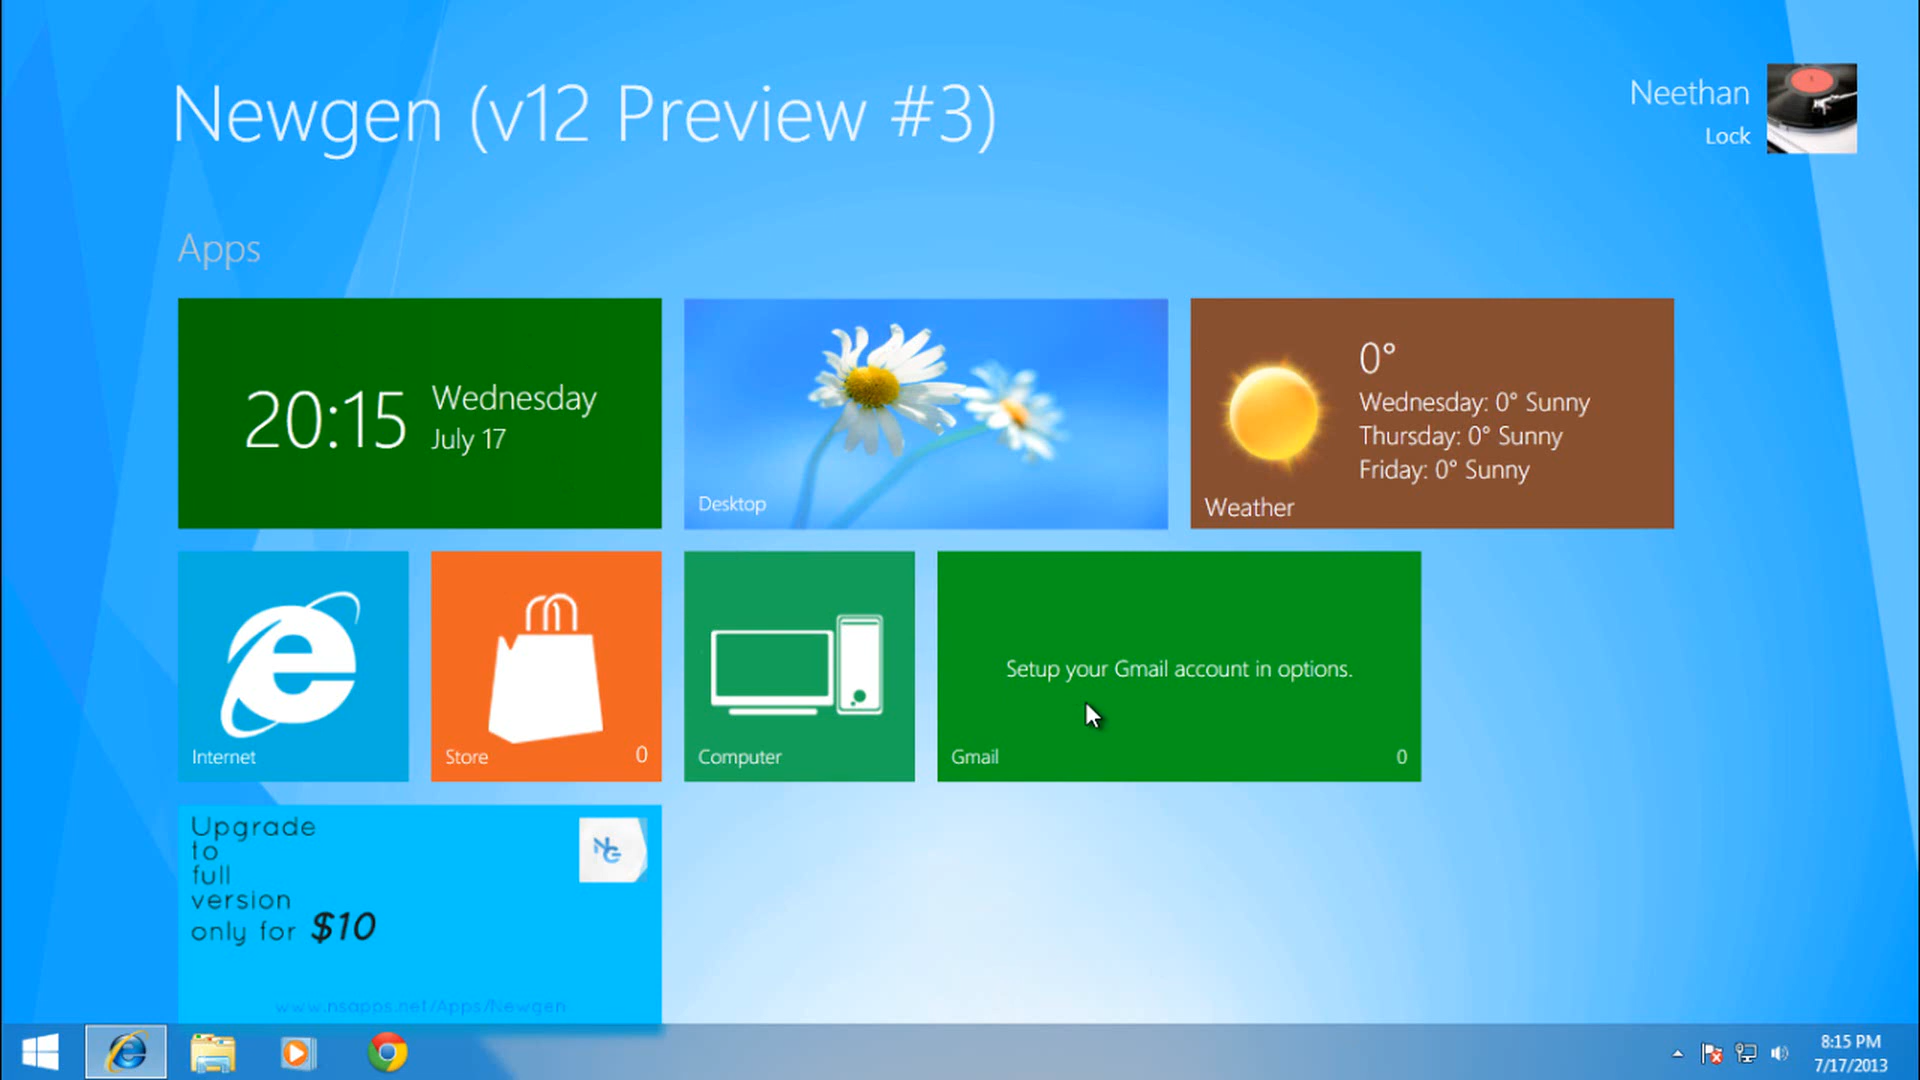 Newgen (v12 Preview #3)
Neethan
Lock
Apps
20:15
Wednesday
July 17
Desktop
0°
Wednesday: 0° Sunny
Thursday: 0° Sunny
Friday: 0° Sunny
Weather
Internet
Store
0
Computer
Setup your Gmail account in options.
Gmail
0
Upgrade
to
full
version
only for $10
NG
www.nsapps.net/Apps/Newgen
8:15 PM
7/17/2013